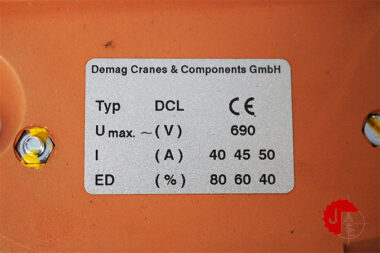 Demag Cranes & Components GmbH
Typ DCL CE
U max. ~ (V) 690
I (A) 40 45 50
ED (%) 80 60 40